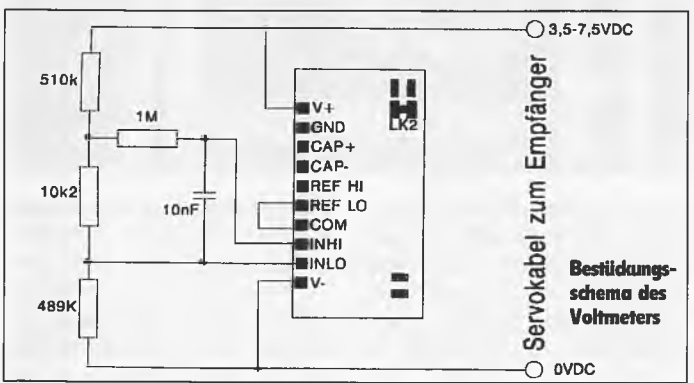 3,5-7,5VDC
510k
1M
10k2
10nF
489K
V+
GND
CAP+
CAP-
REF HI
REF LO
COM
INHI
INLO
V-
LK2
Servokabel zum Empfänger
Bestückungs-
schema des
Voltmeters
0VDC